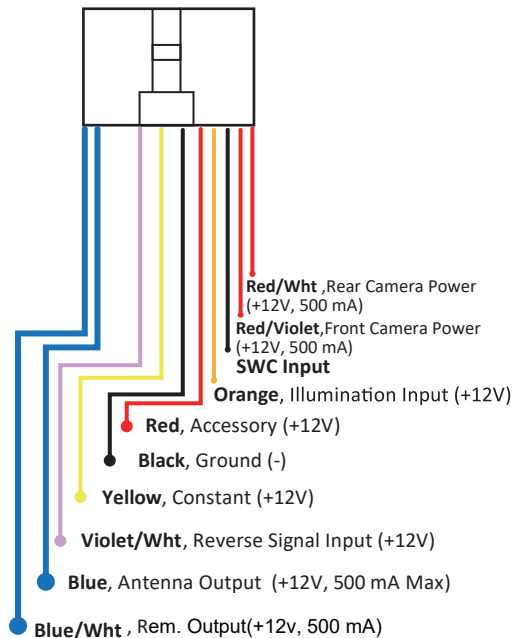 Red/Wht ,Rear Camera Power
(+12V, 500 mA)
Red/Violet,Front Camera Power
(+12V, 500 mA)
SWC Input
Orange, Illumination Input (+12V)
Red, Accessory (+12V)
Black, Ground (-)
Yellow, Constant (+12V)
Violet/Wht, Reverse Signal Input (+12V)
Blue, Antenna Output (+12V, 500 mA Max)
Blue/Wht , Rem. Output(+12v, 500 mA)